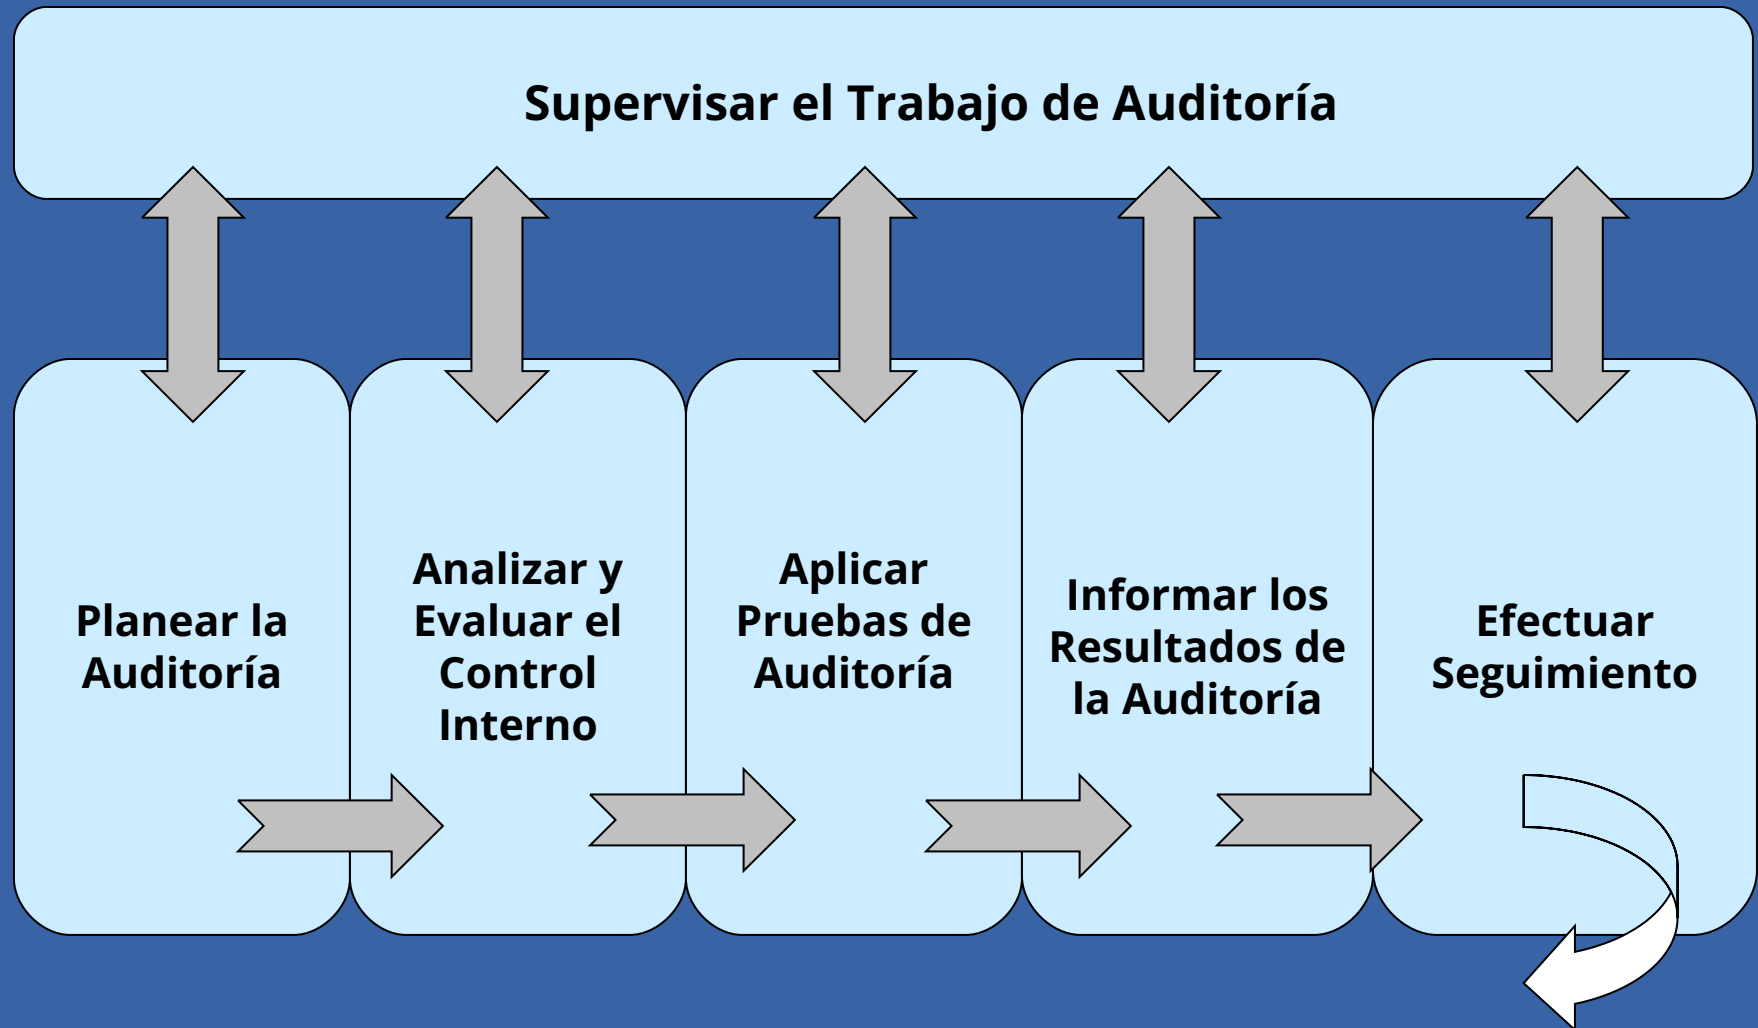 Supervisar el Trabajo de Auditoría
Planear la
Auditoría
Analizar y
Evaluar el
Control
Interno
Aplicar
Pruebas de
Auditoría
Informar los
Resultados de
la Auditoría
Efectuar
Seguimiento